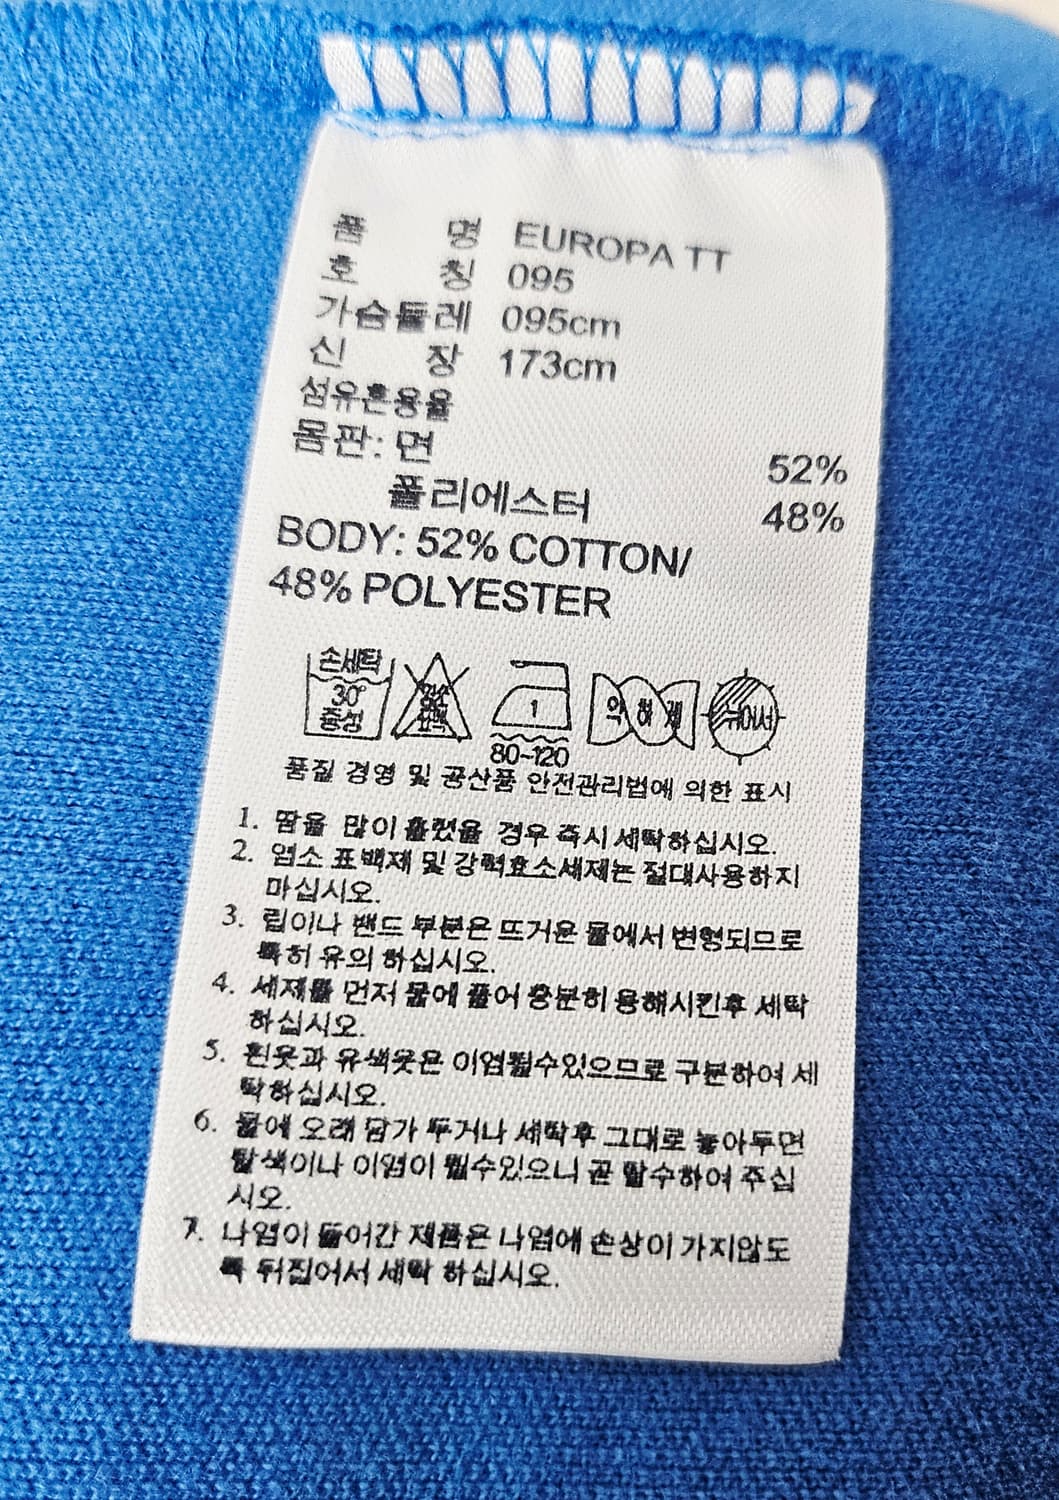 품 명 EUROPA TT
호 칭 095
가슴둘레 095cm
신 장 173cm
섬유혼용율
몸판: 면 52%
폴리에스터 48%
BODY: 52% COTTON/
48% POLYESTER
손세탁
30°
중성
염소
표백
1
80~120
약하게
뉘어서
품질 경영 및 공산품 안전관리법에 의한 표시
1. 땀을 많이 흘렸을 경우 즉시 세탁하십시오.
2. 염소 표백제 및 강력효소세제는 절대사용하지
마십시오.
3. 립이나 밴드 부분은 뜨거운 물에서 변형되므로
특히 유의 하십시오.
4. 세제를 먼저 물에 풀어 충분히 용해시킨후 세탁
하십시오.
5. 흰옷과 유색옷은 이염될수있으므로 구분하여 세
탁하십시오.
6. 물에 오래 담가 두거나 세탁후 그대로 놓아두면
탈색이나 이염이 될수있으니 곧 탈수하여 주십
시오.
7. 나염이 들어간 제품은 나염에 손상이 가지않도
록 뒤집어서 세탁 하십시오.